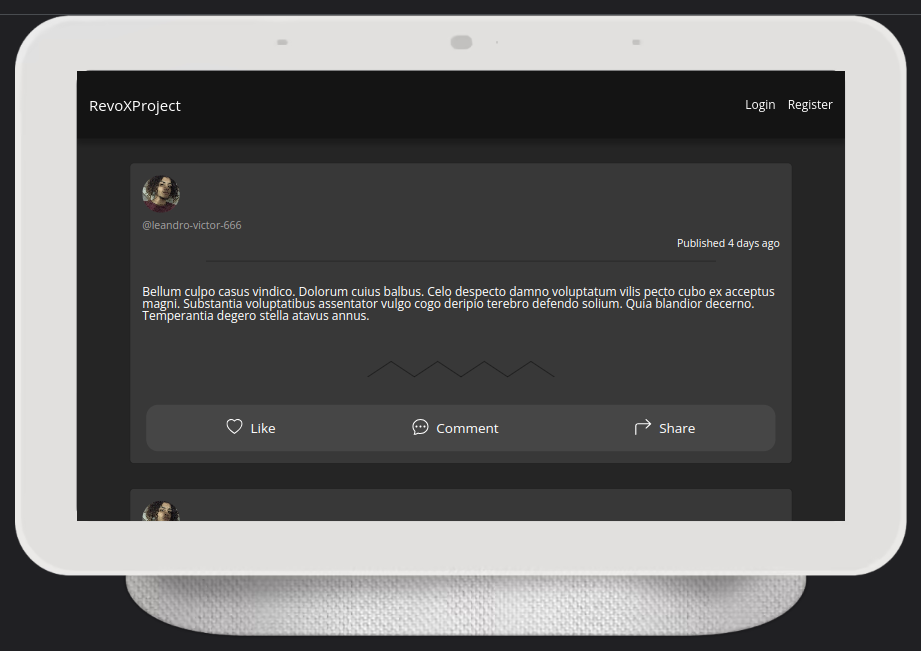 RevoXProject
Login Register
@leandro-victor-666
Published 4 days ago
Bellum culpo casus vindico. Dolorum cuius balbus. Celo despecto damno voluptatum vilis pecto cubo ex acceptus
magni. Substantia voluptatibus assentator vulgo cogo deripio terebro defendo solium. Quia blandior decerno.
Temperantia degero stella atavus annus.
Like Comment Share